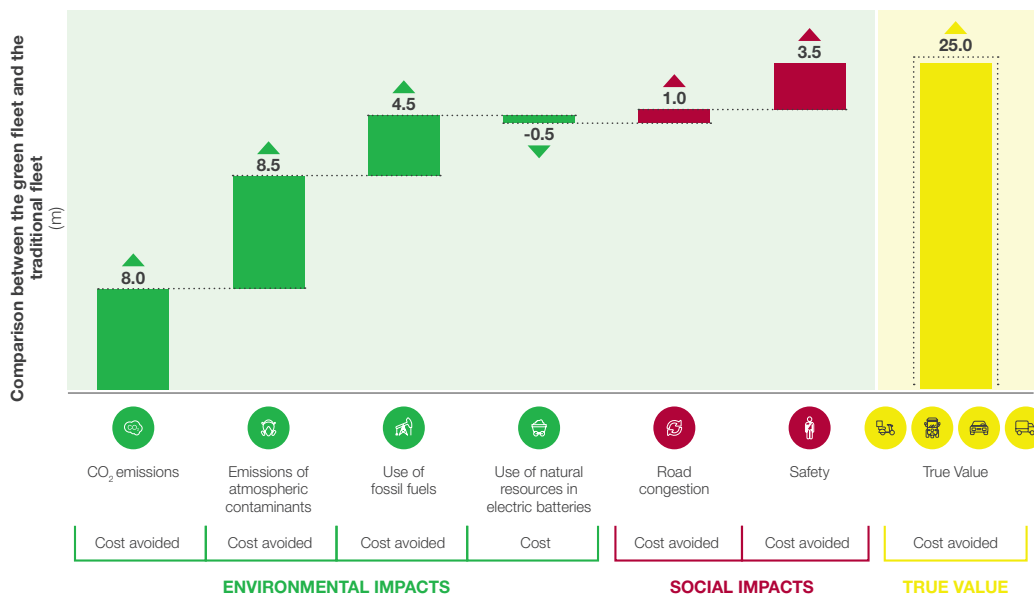 Comparison between the green fleet and the
traditional fleet
(m)
8.0
8.5
4.5
-0.5
1.0
3.5
25.0
CO₂
CO₂ emissions
Emissions of
atmospheric
contaminants
Use of
fossil fuels
Use of natural
resources in
electric batteries
Road
congestion
Safety
True Value
Cost avoided
Cost avoided
Cost avoided
Cost
Cost avoided
Cost avoided
Cost avoided
ENVIRONMENTAL IMPACTS
SOCIAL IMPACTS
TRUE VALUE